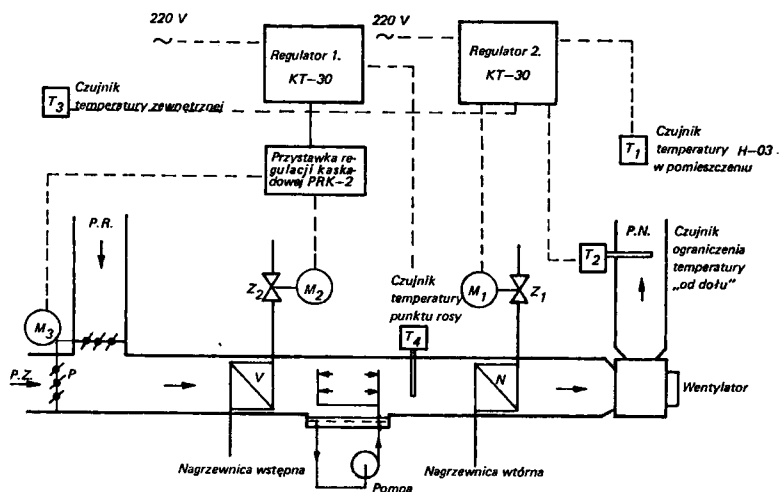 220 V
220 V
Regulator 1.
KT-30
Regulator 2.
KT-30
T3
Czujnik
temperatury zewnętrznej
T1
Czujnik
temperatury H-03.
w pomieszczeniu
Przystawka re-
gulacji kaska-
dowej PRK-2
P.R.
P.N.
Czujnik
ograniczenia
temperatury
„od dołu"
T2
Z2
M2
Czujnik
temperatury
punktu rosy
M1
Z1
M3
T4
P.Z.
P
V
N
Wentylator
Nagrzewnica wstępna
Pompa
Nagrzewnica wtórna